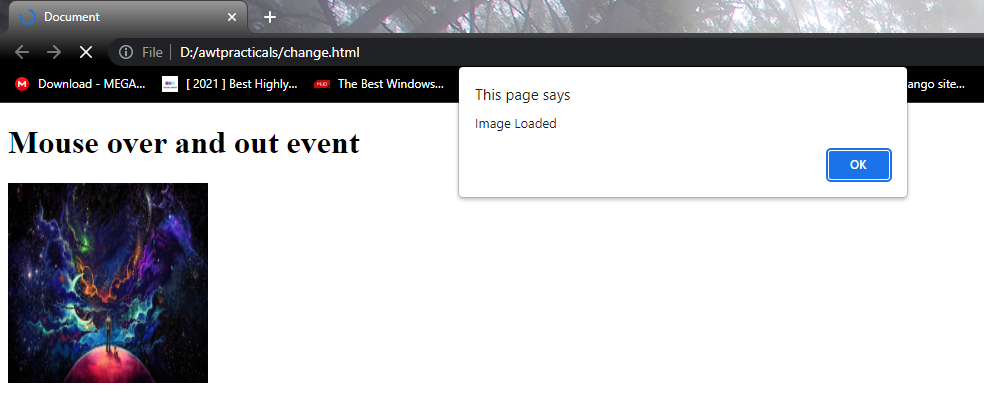 Document
File D:/awtpracticals/change.html
Download - MEGA... [ 2021 ] Best Highly... MUO The Best Windows... ango site...
This page says
Image Loaded
OK
Mouse over and out event